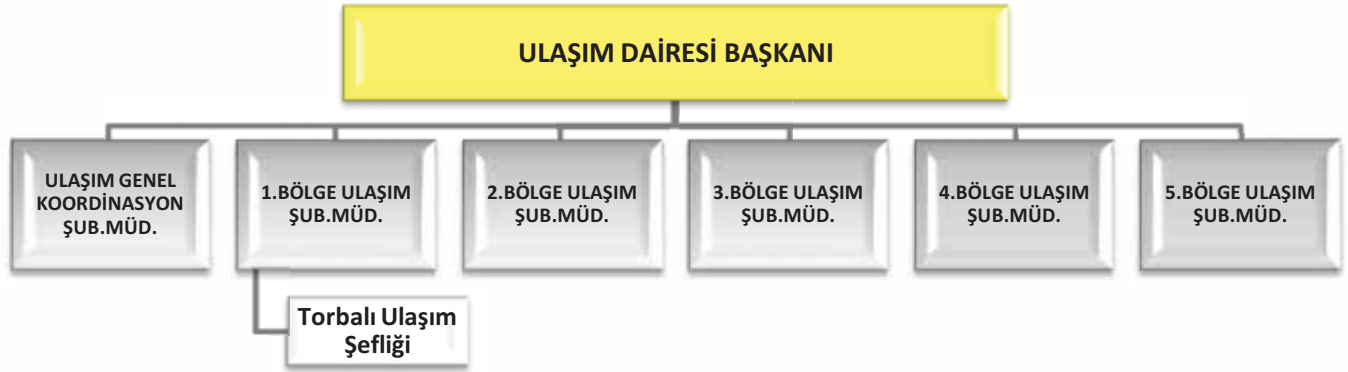 ULAŞIM DAİRESİ BAŞKANI
ULAŞIM GENEL
KOORDİNASYON
ŞUB.MÜD.
1.BÖLGE ULAŞIM
ŞUB.MÜD.
2.BÖLGE ULAŞIM
ŞUB.MÜD.
3.BÖLGE ULAŞIM
ŞUB.MÜD.
4.BÖLGE ULAŞIM
ŞUB.MÜD.
5.BÖLGE ULAŞIM
ŞUB.MÜD.
Torbalı Ulaşım
Şefliği